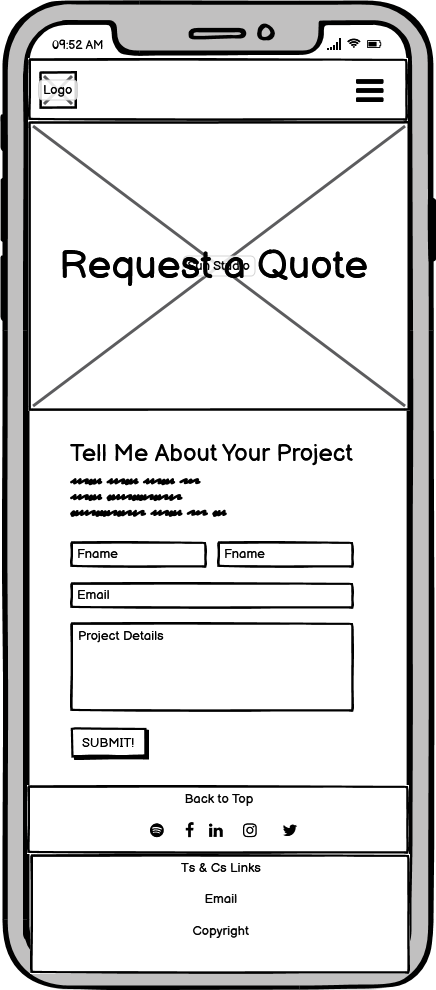 09:52 AM
Logo
Request a Quote
Tell Me About Your Project
Fname Fname
Email
Project Details
SUBMIT!
Back to Top
Ts & Cs Links
Email
Copyright